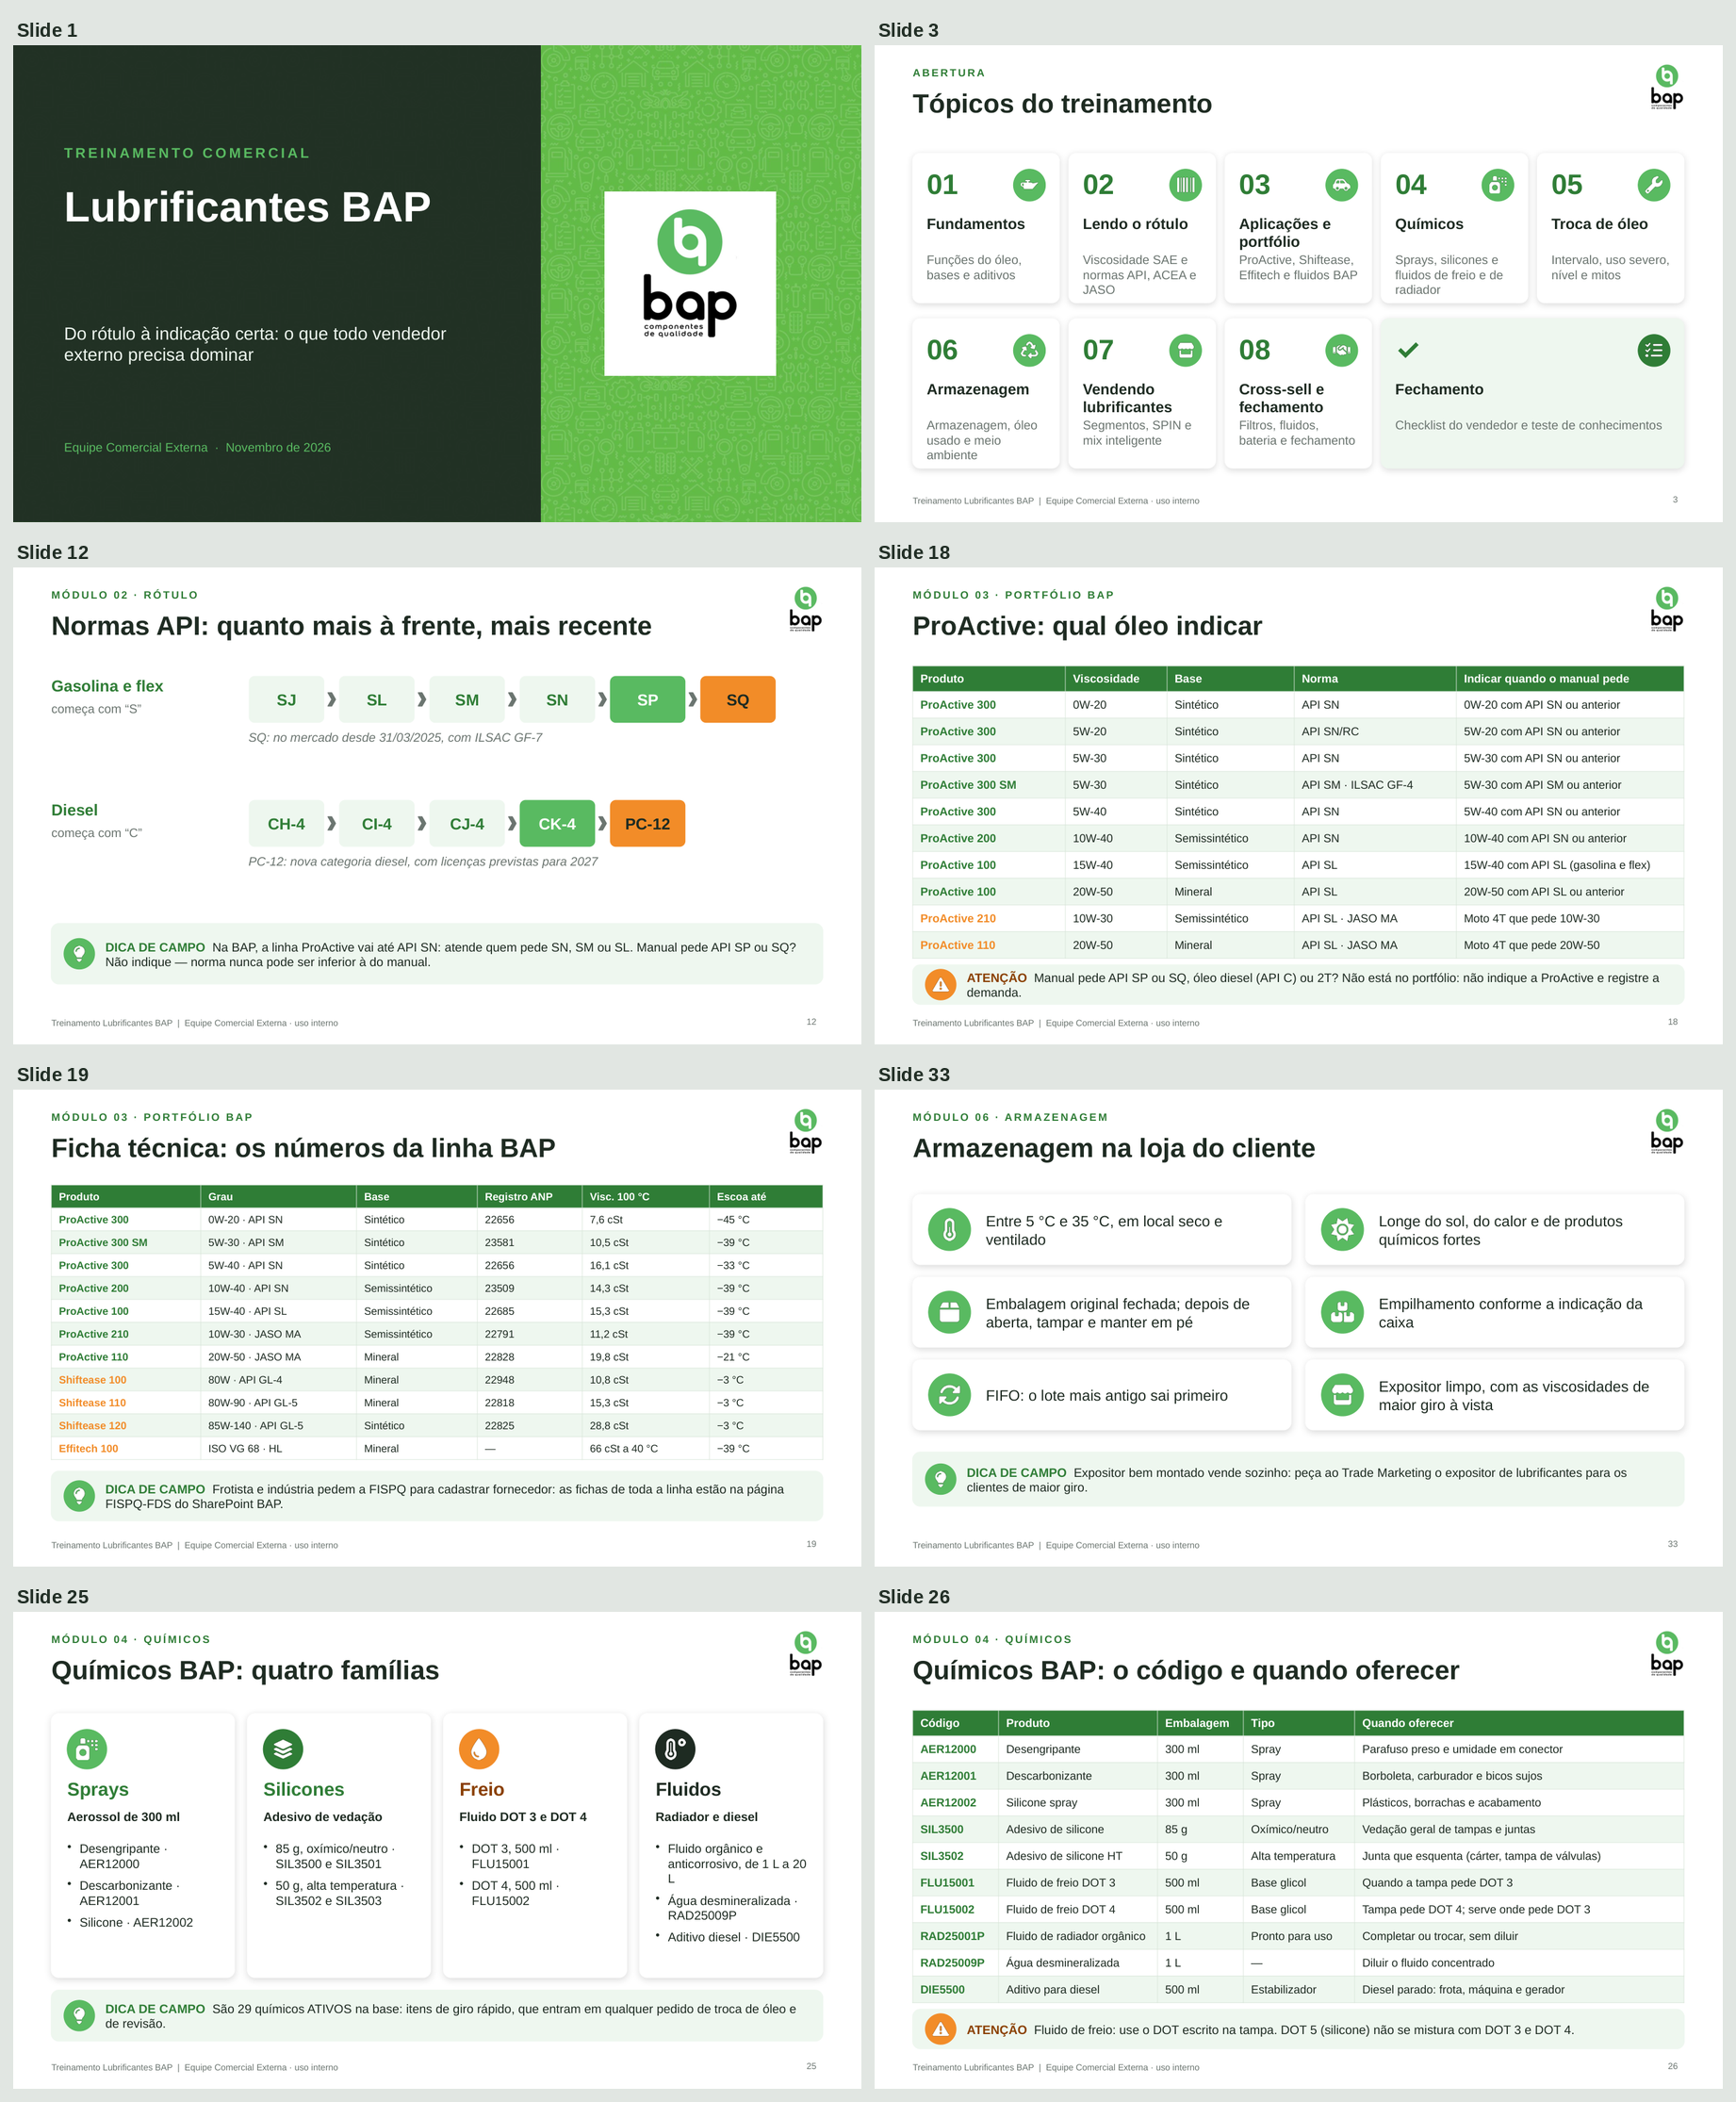 Slide 1
TREINAMENTO COMERCIAL
Lubrificantes BAP
Do rótulo à indicação certa: o que todo vendedor
externo precisa dominar
Equipe Comercial Externa · Novembro de 2026
bap
componentes
de qualidade
Slide 3
ABERTURA
Tópicos do treinamento
bap
01
Fundamentos
Funções do óleo,
bases e aditivos
02
Lendo o rótulo
Viscosidade SAE e
normas API, ACEA e
JASO
03
Aplicações e
portfólio
ProActive, Shiftease,
Effitech e fluidos BAP
04
Químicos
Sprays, silicones e
fluidos de freio e de
radiador
05
Troca de óleo
Intervalo, uso severo,
nível e mitos
06
Armazenagem
Armazenagem, óleo
usado e meio
ambiente
07
Vendendo
lubrificantes
Segmentos, SPIN e
mix inteligente
08
Cross-sell e
fechamento
Filtros, fluidos,
bateria e fechamento
Fechamento
Checklist do vendedor e teste de conhecimentos
Treinamento Lubrificantes BAP | Equipe Comercial Externa · uso interno
3
Slide 12
MÓDULO 02 · RÓTULO
Normas API: quanto mais à frente, mais recente
bap
Gasolina e flex
começa com “S”
SJ
SL
SM
SN
SP
SQ
SQ: no mercado desde 31/03/2025, com ILSAC GF-7
Diesel
começa com “C”
CH-4
CI-4
CJ-4
CK-4
PC-12
PC-12: nova categoria diesel, com licenças previstas para 2027
DICA DE CAMPO Na BAP, a linha ProActive vai até API SN: atende quem pede SN, SM ou SL. Manual pede API SP ou SQ?
Não indique — norma nunca pode ser inferior à do manual.
Treinamento Lubrificantes BAP | Equipe Comercial Externa · uso interno
12
Slide 18
MÓDULO 03 · PORTFÓLIO BAP
ProActive: qual óleo indicar
bap
Produto Viscosidade Base Norma Indicar quando o manual pede
ProActive 300 0W-20 Sintético API SN 0W-20 com API SN ou anterior
ProActive 300 5W-20 Sintético API SN/RC 5W-20 com API SN ou anterior
ProActive 300 5W-30 Sintético API SN 5W-30 com API SN ou anterior
ProActive 300 SM 5W-30 Sintético API SM · ILSAC GF-4 5W-30 com API SM ou anterior
ProActive 300 5W-40 Sintético API SN 5W-40 com API SN ou anterior
ProActive 200 10W-40 Semissintético API SN 10W-40 com API SN ou anterior
ProActive 100 15W-40 Semissintético API SL 15W-40 com API SL (gasolina e flex)
ProActive 100 20W-50 Mineral API SL 20W-50 com API SL ou anterior
ProActive 210 10W-30 Semissintético API SL · JASO MA Moto 4T que pede 10W-30
ProActive 110 20W-50 Mineral API SL · JASO MA Moto 4T que pede 20W-50
ATENÇÃO Manual pede API SP ou SQ, óleo diesel (API C) ou 2T? Não está no portfólio: não indique a ProActive e registre a
demanda.
Treinamento Lubrificantes BAP | Equipe Comercial Externa · uso interno
18
Slide 19
MÓDULO 03 · PORTFÓLIO BAP
Ficha técnica: os números da linha BAP
bap
Produto Grau Base Registro ANP Visc. 100 °C Escoa até
ProActive 300 0W-20 · API SN Sintético 22656 7,6 cSt −45 °C
ProActive 300 SM 5W-30 · API SM Sintético 23581 10,5 cSt −39 °C
ProActive 300 5W-40 · API SN Sintético 22656 16,1 cSt −33 °C
ProActive 200 10W-40 · API SN Semissintético 23509 14,3 cSt −39 °C
ProActive 100 15W-40 · API SL Semissintético 22685 15,3 cSt −39 °C
ProActive 210 10W-30 · JASO MA Semissintético 22791 11,2 cSt −39 °C
ProActive 110 20W-50 · JASO MA Mineral 22828 19,8 cSt −21 °C
Shiftease 100 80W · API GL-4 Mineral 22948 10,8 cSt −3 °C
Shiftease 110 80W-90 · API GL-5 Mineral 22818 15,3 cSt −3 °C
Shiftease 120 85W-140 · API GL-5 Sintético 22825 28,8 cSt −3 °C
Effitech 100 ISO VG 68 · HL Mineral — 66 cSt a 40 °C −39 °C
DICA DE CAMPO Frotista e indústria pedem a FISPQ para cadastrar fornecedor: as fichas de toda a linha estão na página
FISPQ-FDS do SharePoint BAP.
Treinamento Lubrificantes BAP | Equipe Comercial Externa · uso interno
19
Slide 33
MÓDULO 06 · ARMAZENAGEM
Armazenagem na loja do cliente
bap
Entre 5 °C e 35 °C, em local seco e
ventilado
Longe do sol, do calor e de produtos
químicos fortes
Embalagem original fechada; depois de
aberta, tampar e manter em pé
Empilhamento conforme a indicação da
caixa
FIFO: o lote mais antigo sai primeiro
Expositor limpo, com as viscosidades de
maior giro à vista
DICA DE CAMPO Expositor bem montado vende sozinho: peça ao Trade Marketing o expositor de lubrificantes para os
clientes de maior giro.
Treinamento Lubrificantes BAP | Equipe Comercial Externa · uso interno
33
Slide 25
MÓDULO 04 · QUÍMICOS
Químicos BAP: quatro famílias
bap
Sprays
Aerossol de 300 ml
• Desengripante ·
AER12000
• Descarbonizante ·
AER12001
• Silicone · AER12002
Silicones
Adesivo de vedação
• 85 g, oxímico/neutro ·
SIL3500 e SIL3501
• 50 g, alta temperatura ·
SIL3502 e SIL3503
Freio
Fluido DOT 3 e DOT 4
• DOT 3, 500 ml ·
FLU15001
• DOT 4, 500 ml ·
FLU15002
Fluidos
Radiador e diesel
• Fluido orgânico e
anticorrosivo, de 1 L a 20
L
• Água desmineralizada ·
RAD25009P
• Aditivo diesel · DIE5500
DICA DE CAMPO São 29 químicos ATIVOS na base: itens de giro rápido, que entram em qualquer pedido de troca de óleo e
de revisão.
Treinamento Lubrificantes BAP | Equipe Comercial Externa · uso interno
25
Slide 26
MÓDULO 04 · QUÍMICOS
Químicos BAP: o código e quando oferecer
bap
Código Produto Embalagem Tipo Quando oferecer
AER12000 Desengripante 300 ml Spray Parafuso preso e umidade em conector
AER12001 Descarbonizante 300 ml Spray Borboleta, carburador e bicos sujos
AER12002 Silicone spray 300 ml Spray Plásticos, borrachas e acabamento
SIL3500 Adesivo de silicone 85 g Oxímico/neutro Vedação geral de tampas e juntas
SIL3502 Adesivo de silicone HT 50 g Alta temperatura Junta que esquenta (cárter, tampa de válvulas)
FLU15001 Fluido de freio DOT 3 500 ml Base glicol Quando a tampa pede DOT 3
FLU15002 Fluido de freio DOT 4 500 ml Base glicol Tampa pede DOT 4; serve onde pede DOT 3
RAD25001P Fluido de radiador orgânico 1 L Pronto para uso Completar ou trocar, sem diluir
RAD25009P Água desmineralizada 1 L — Diluir o fluido concentrado
DIE5500 Aditivo para diesel 500 ml Estabilizador Diesel parado: frota, máquina e gerador
ATENÇÃO Fluido de freio: use o DOT escrito na tampa. DOT 5 (silicone) não se mistura com DOT 3 e DOT 4.
Treinamento Lubrificantes BAP | Equipe Comercial Externa · uso interno
26